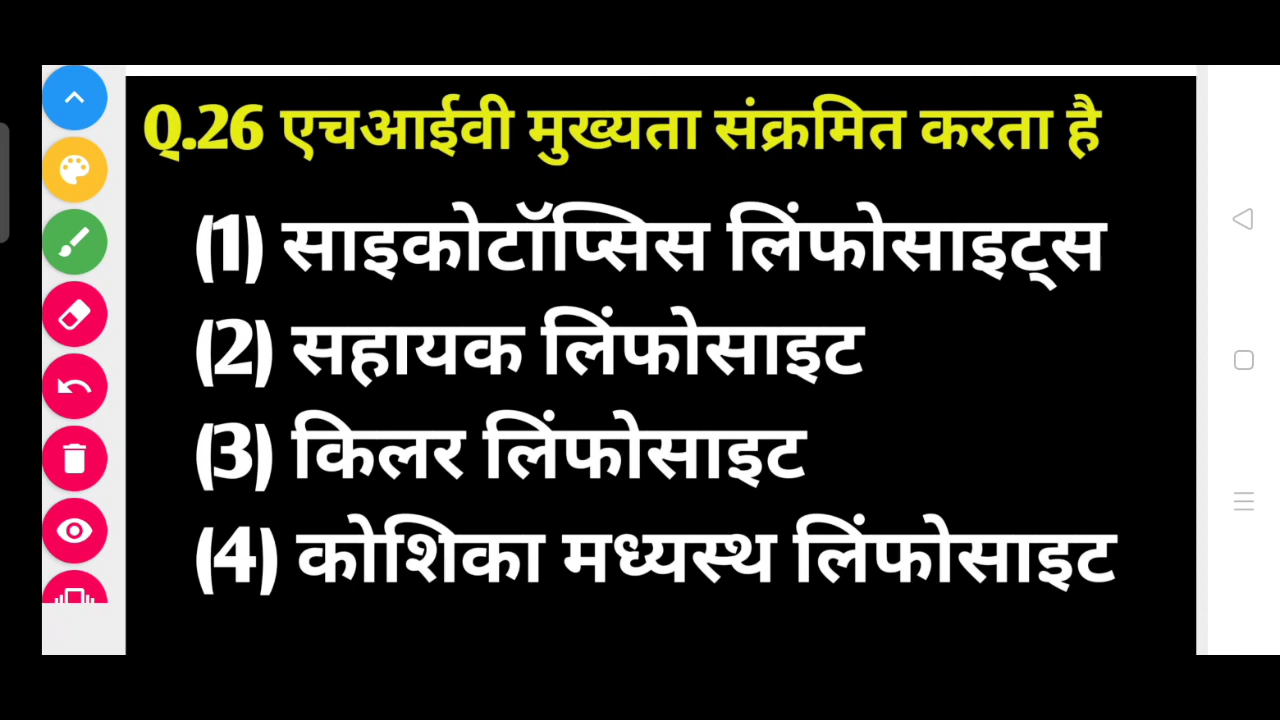 Q.26 एचआईवी मुख्यता संक्रमित करता है
(1) साइकोटॉप्सिस लिंफोसाइट्स
(2) सहायक लिंफोसाइट
(3) किलर लिंफोसाइट
(4) कोशिका मध्यस्थ लिंफोसाइट